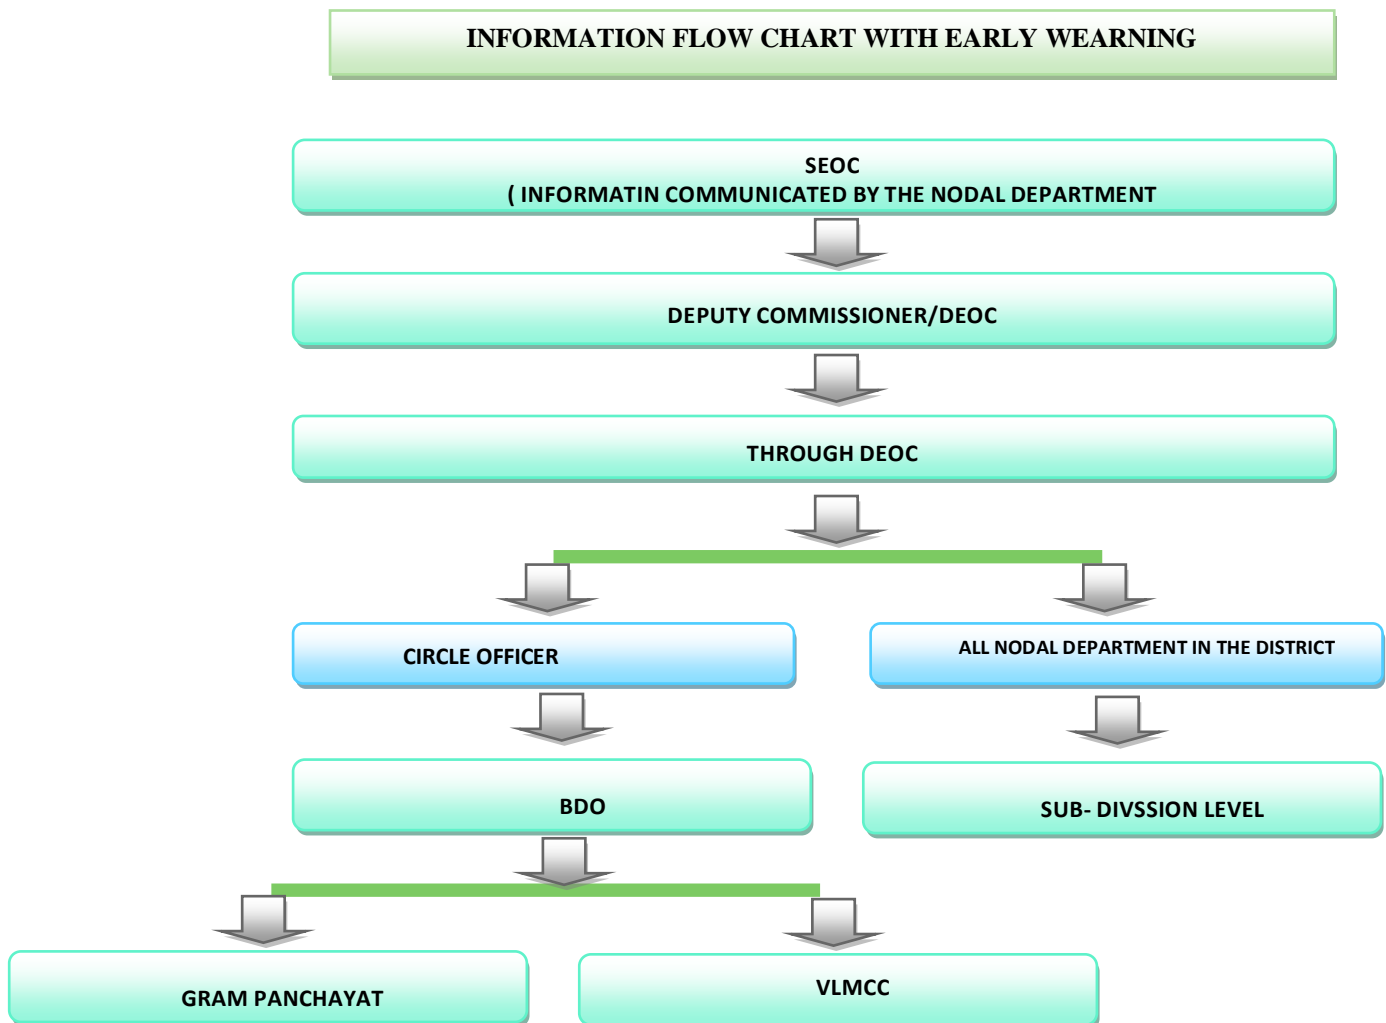 INFORMATION FLOW CHART WITH EARLY WEARNING
SEOC
( INFORMATIN COMMUNICATED BY THE NODAL DEPARTMENT
DEPUTY COMMISSIONER/DEOC
THROUGH DEOC
CIRCLE OFFICER
ALL NODAL DEPARTMENT IN THE DISTRICT
BDO
SUB- DIVSSION LEVEL
GRAM PANCHAYAT
VLMCC